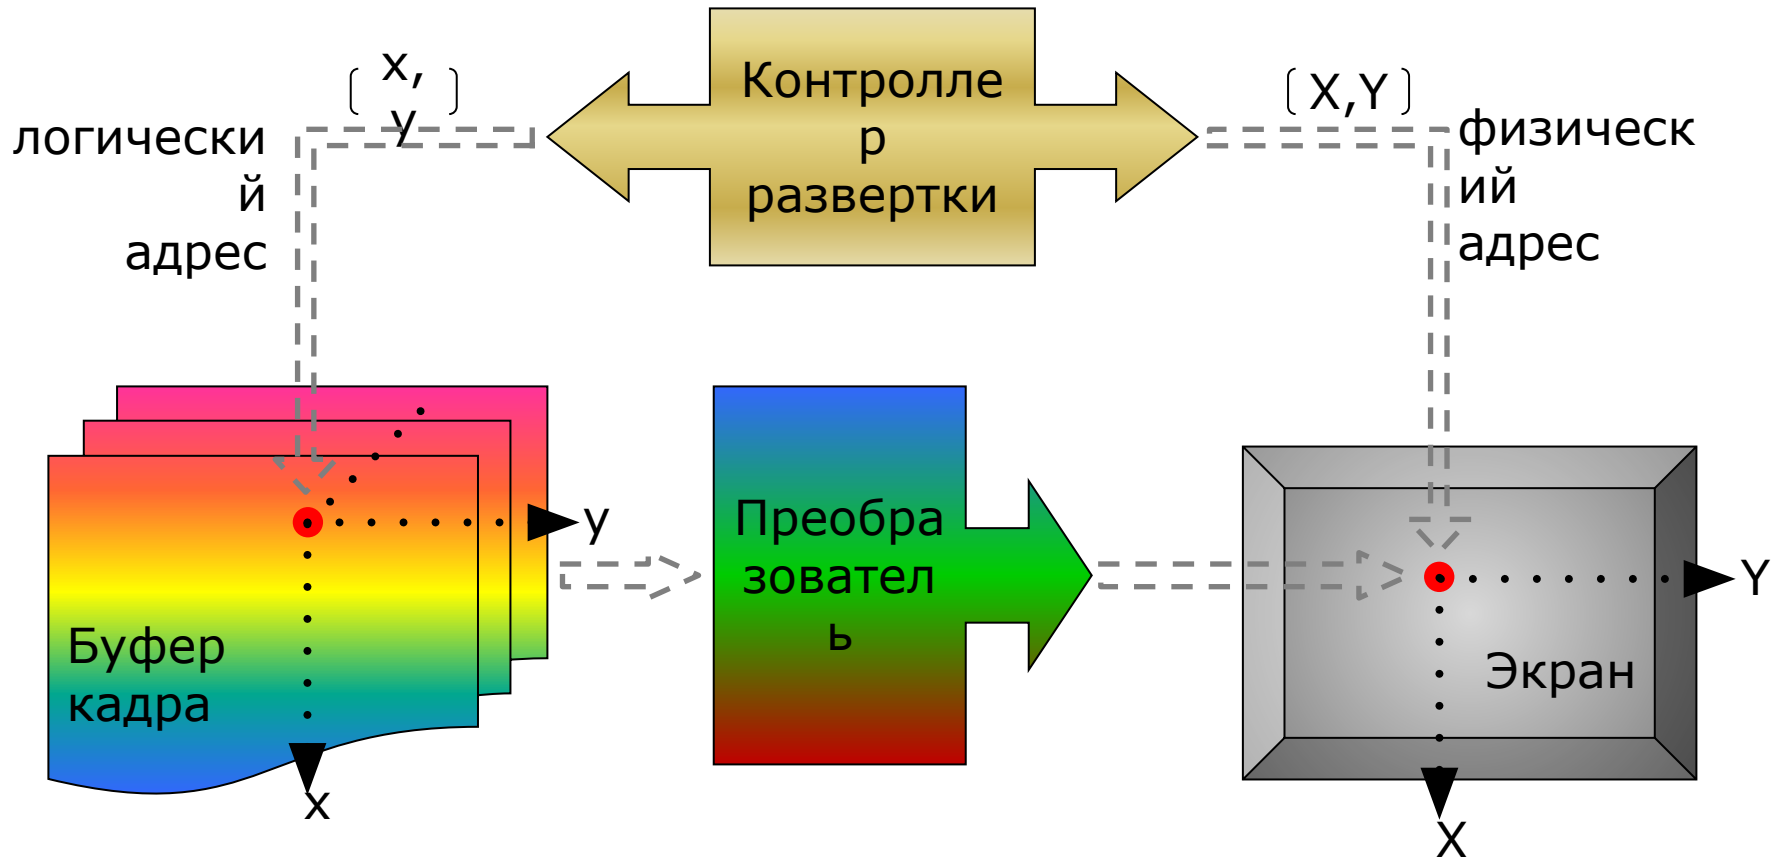 x,
y
логически
й
адрес
Контролле
р
развертки
X,Y
физическ
ий
адрес
y
Буфер
кадра
x
Преобра
зовател
ь
Y
Экран
X